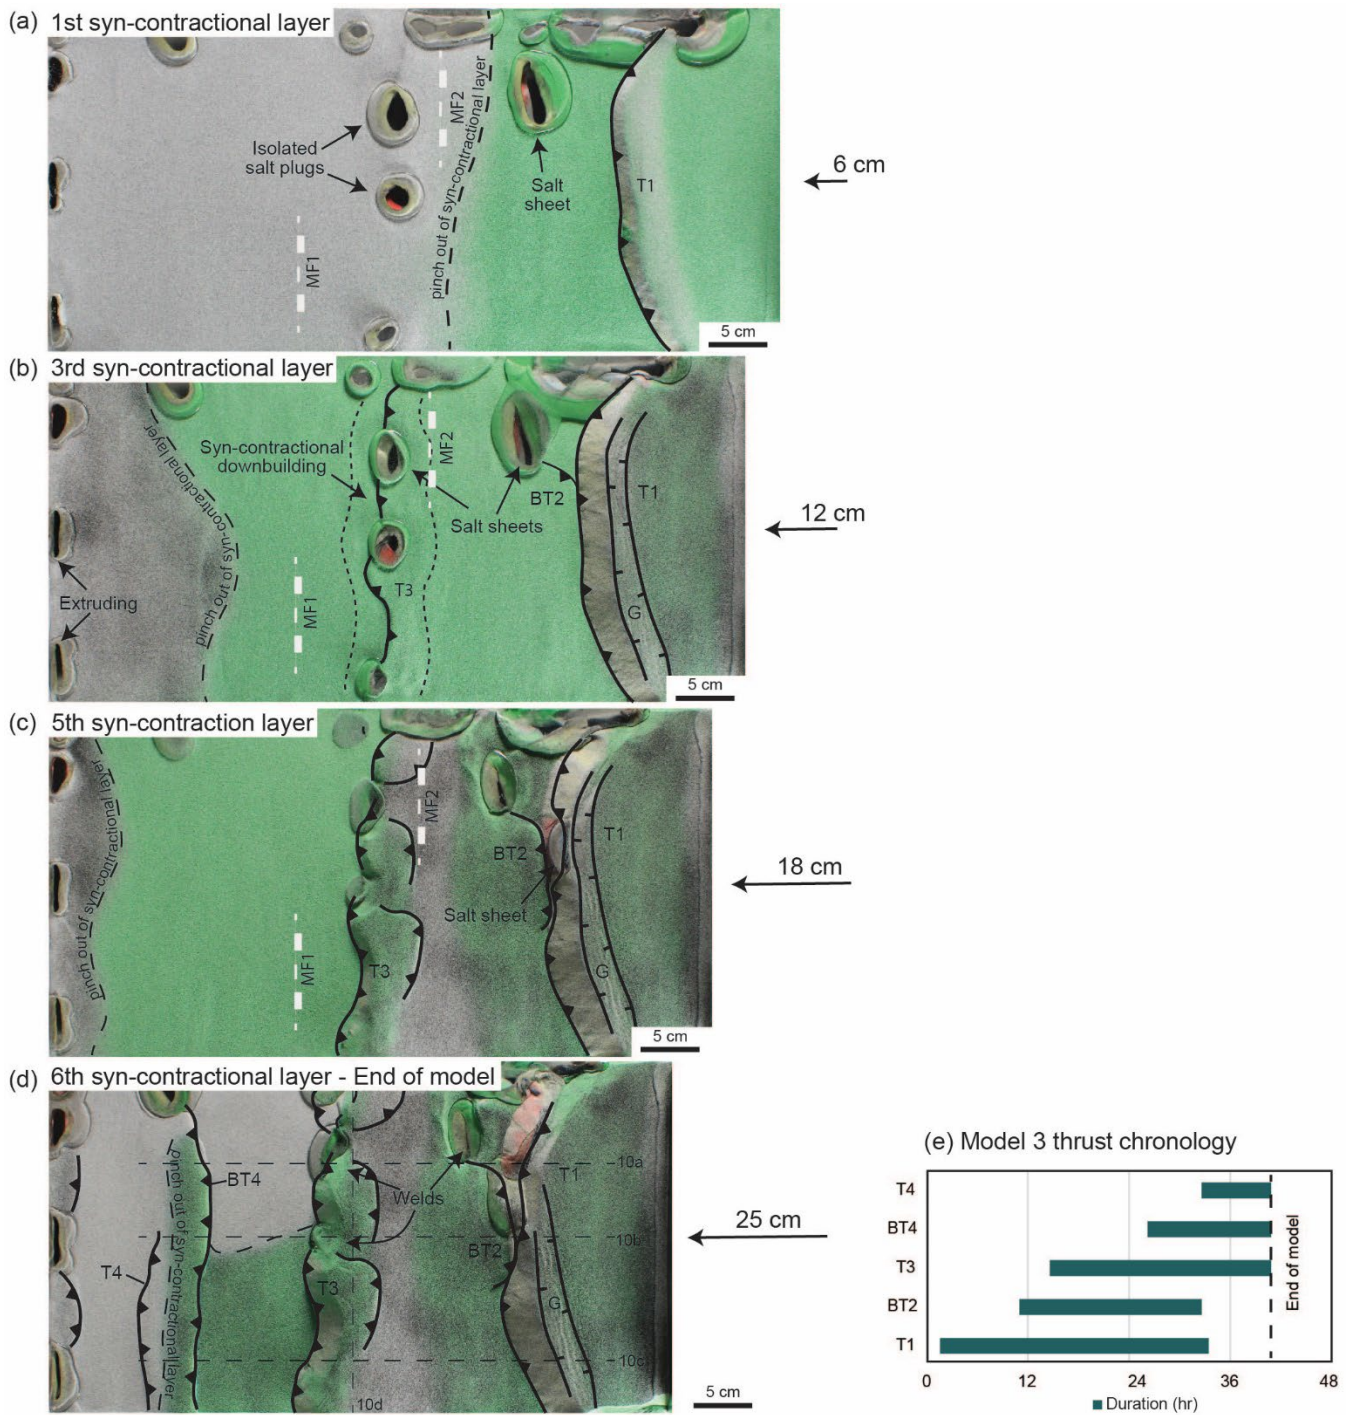 (a) 1st syn-contractional layer
MF2
pinch out of syn-contractional layer
Isolated
salt plugs
Salt
sheet
T1
6 cm
MF1
5 cm
(b) 3rd syn-contractional layer
pinch out of syn-contractional layer
Syn-contractional
downbuilding
MF2
Salt sheets
BT2
T1
12 cm
Extruding
MF1
T3
G
5 cm
(c) 5th syn-contraction layer
pinch out of syn-contractional layer
MF2
BT2
T1
Salt sheet
18 cm
MF1
T3
G
5 cm
(d) 6th syn-contractional layer - End of model
pinch out of syn-contractional layer
BT4
Welds
10a
T1
25 cm
10b
BT2
T4
T3
G
10c
10d
5 cm
(e) Model 3 thrust chronology
T4
BT4
T3
BT2
T1
End of model
0 12 24 36 48
Duration (hr)